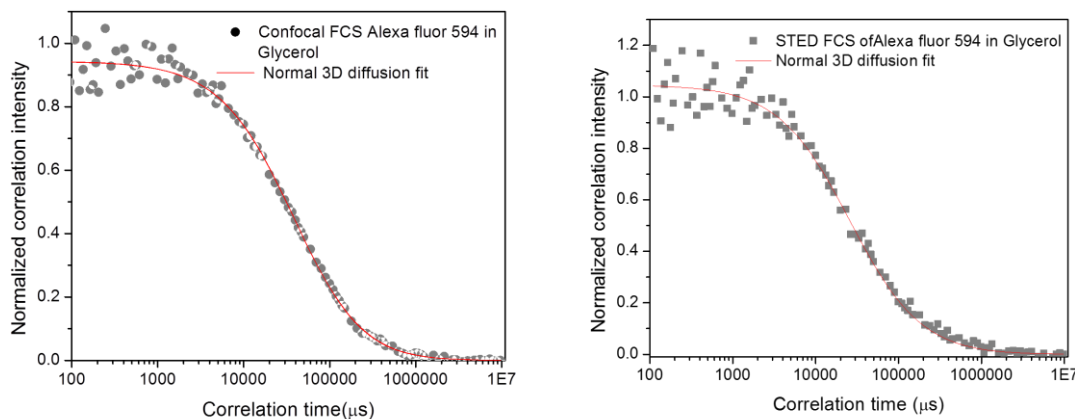 Confocal FCS Alexa fluor 594 in
Glycerol
Normal 3D diffusion fit
Normalized correlation intensity
1.0
0.8
0.6
0.4
0.2
0.0
100 1000 10000 100000 1000000 1E7
Correlation time(μs)
STED FCS ofAlexa fluor 594 in Glycerol
Normal 3D diffusion fit
Normalized correlation intensity
1.2
1.0
0.8
0.6
0.4
0.2
0.0
100 1000 10000 100000 1000000 1E7
Correlation time(μs)